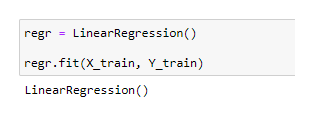 regr = LinearRegression()
regr.fit(X_train, Y_train)
LinearRegression()